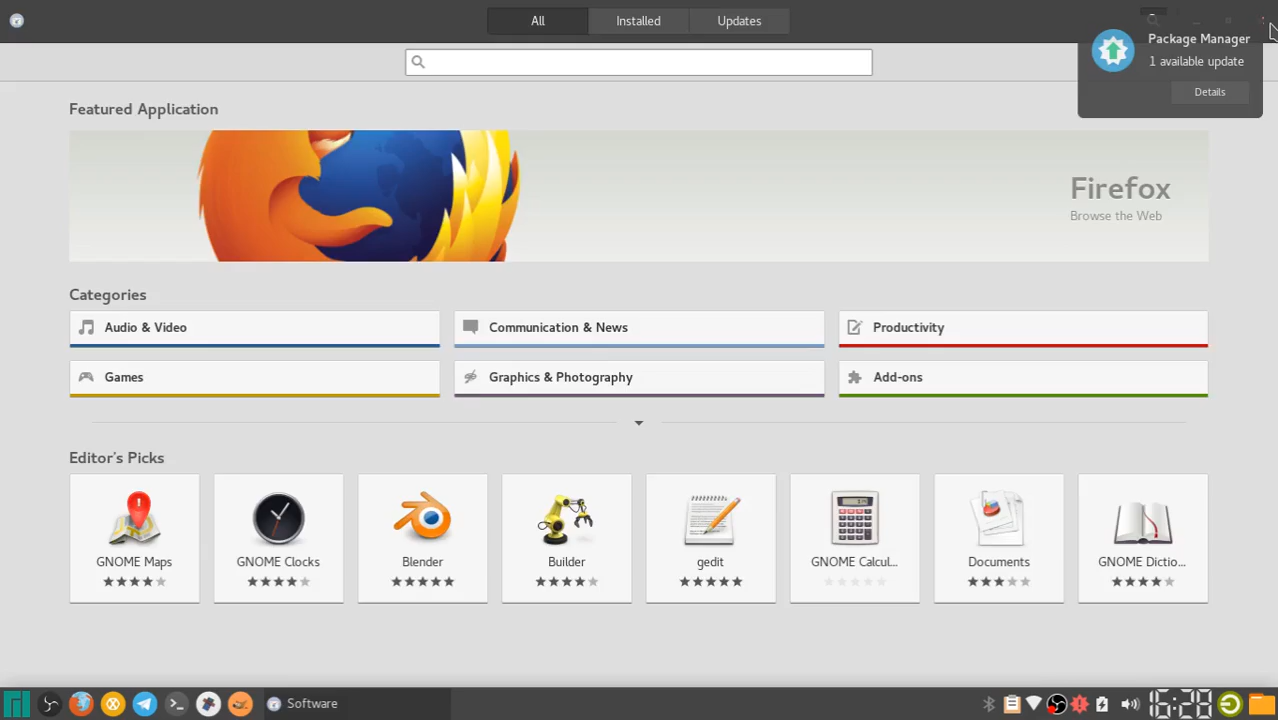 All
Installed
Updates
Package Manager
1 available update
Details
Featured Application
Firefox
Browse the Web
Categories
Audio & Video
Communication & News
Productivity
Games
Graphics & Photography
Add-ons
Editor's Picks
GNOME Maps
GNOME Clocks
Blender
Builder
gedit
GNOME Calcul...
Documents
GNOME Dictio...
Software
16:29